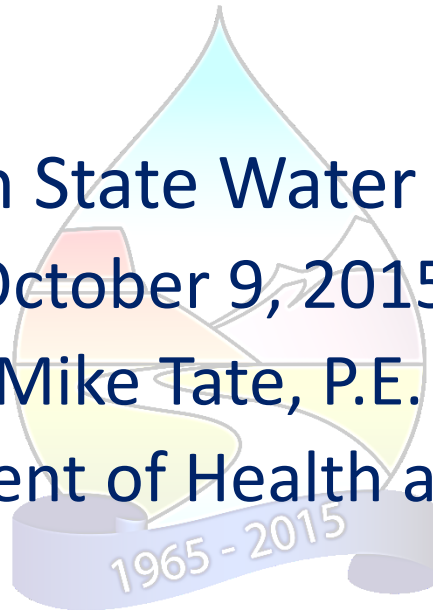 n State Water
October 9, 2015
Mike Tate, P.E.
ent of Health a
1965 - 2015